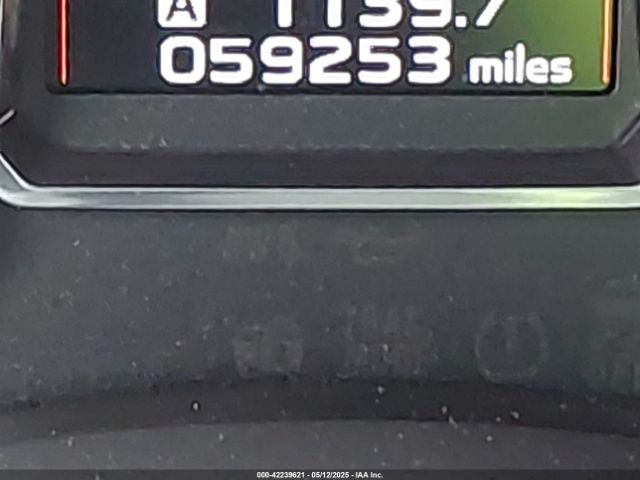 A 1139.7
059253 miles
000-42239621 - 05/12/2025 - IAA Inc.